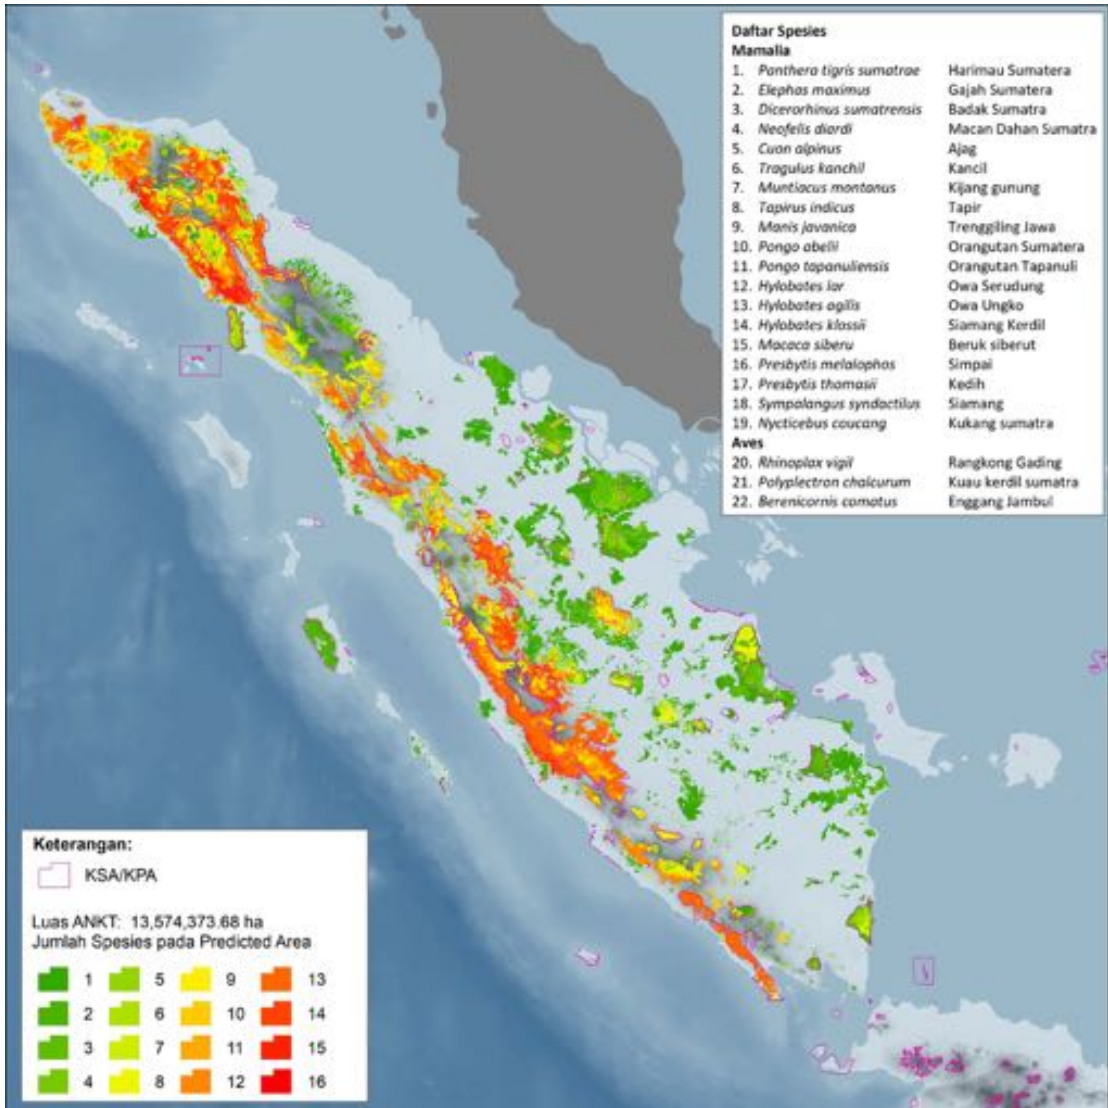 Daftar Spesies
Mamalia
1. Panthera tigris sumatrae Harimau Sumatera
2. Elephas maximus Gajah Sumatera
3. Dicerorhinus sumatrensis Badak Sumatra
4. Neofelis diardi Macan Dahan Sumatra
5. Cuon alpinus Ajag
6. Tragulus kanchil Kancil
7. Muntiacus montanus Kijang gunung
8. Tapirus indicus Tapir
9. Manis javanica Trenggiling Jawa
10. Pongo abelii Orangutan Sumatera
11. Pongo tapanuliensis Orangutan Tapanuli
12. Hylobates lar Owa Serudung
13. Hylobates agilis Owa Ungko
14. Hylobates klossii Siamang Kerdil
15. Macaca siberu Beruk siberut
16. Presbytis melalophos Simpai
17. Presbytis thomasii Kedih
18. Sympalangus syndactilus Siamang
19. Nycticebus coucang Kukang sumatra
Aves
20. Rhinoplax vigil Rangkong Gading
21. Polyplectron chalcurum Kuau kerdil sumatra
22. Berenicornis comatus Enggang Jambul
Keterangan:
KSA/KPA
Luas ANKT: 13,574,373.68 ha
Jumlah Spesies pada Predicted Area
1 5 9 13
2 6 10 14
3 7 11 15
4 8 12 16